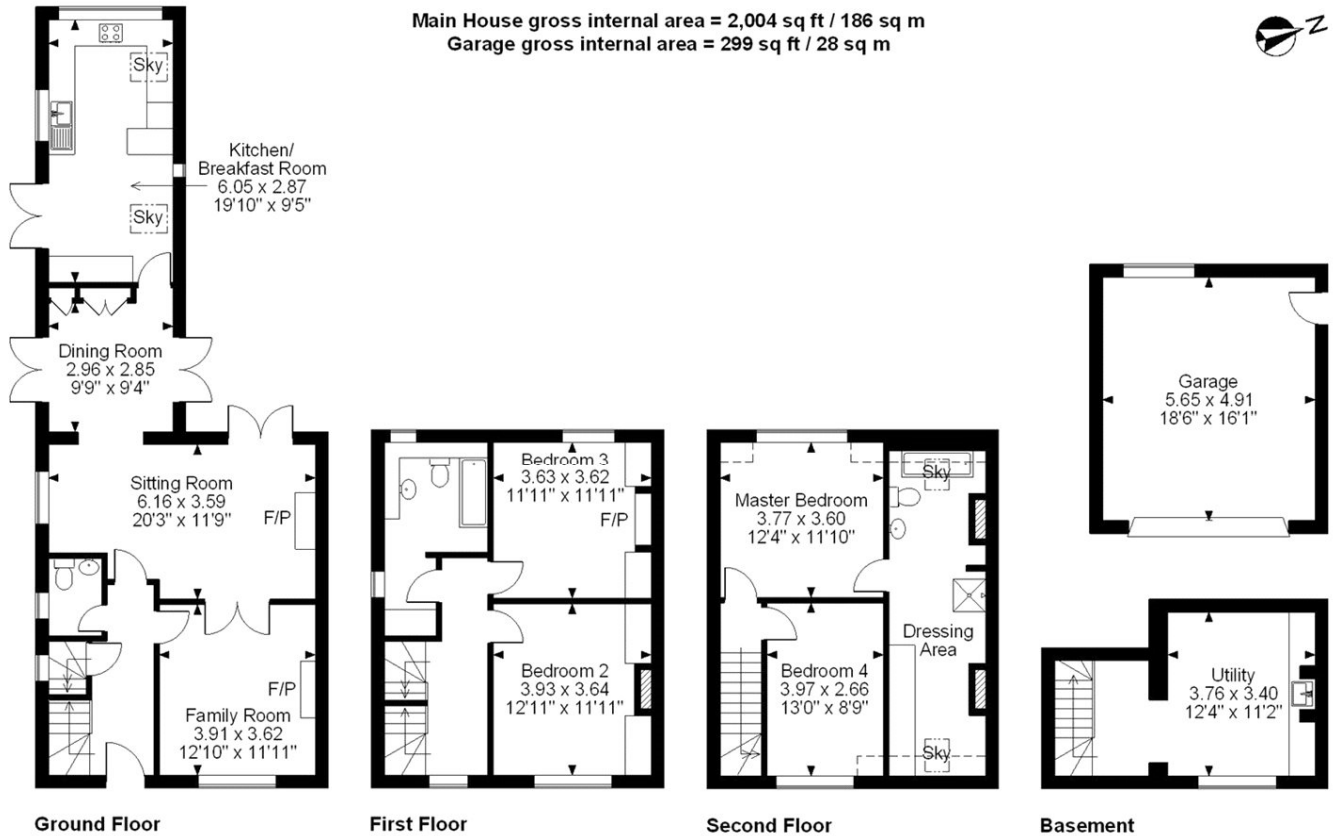 Main House gross internal area = 2,004 sq ft / 186 sq m
Garage gross internal area = 299 sq ft / 28 sq m
N
Sky
Kitchen/
Breakfast Room
6.05 x 2.87
19'10" x 9'5"
Sky
Dining Room
2.96 x 2.85
9'9" x 9'4"
Sitting Room
6.16 x 3.59
20'3" x 11'9"
F/P
F/P
Family Room
3.91 x 3.62
12'10" x 11'11"
Ground Floor
Bedroom 3
3.63 x 3.62
11'11" x 11'11"
F/P
Bedroom 2
3.93 x 3.64
12'11" x 11'11"
First Floor
Sky
Master Bedroom
3.77 x 3.60
12'4" x 11'10"
Dressing
Area
Bedroom 4
3.97 x 2.66
13'0" x 8'9"
Sky
Second Floor
Garage
5.65 x 4.91
18'6" x 16'1"
Utility
3.76 x 3.40
12'4" x 11'2"
Basement